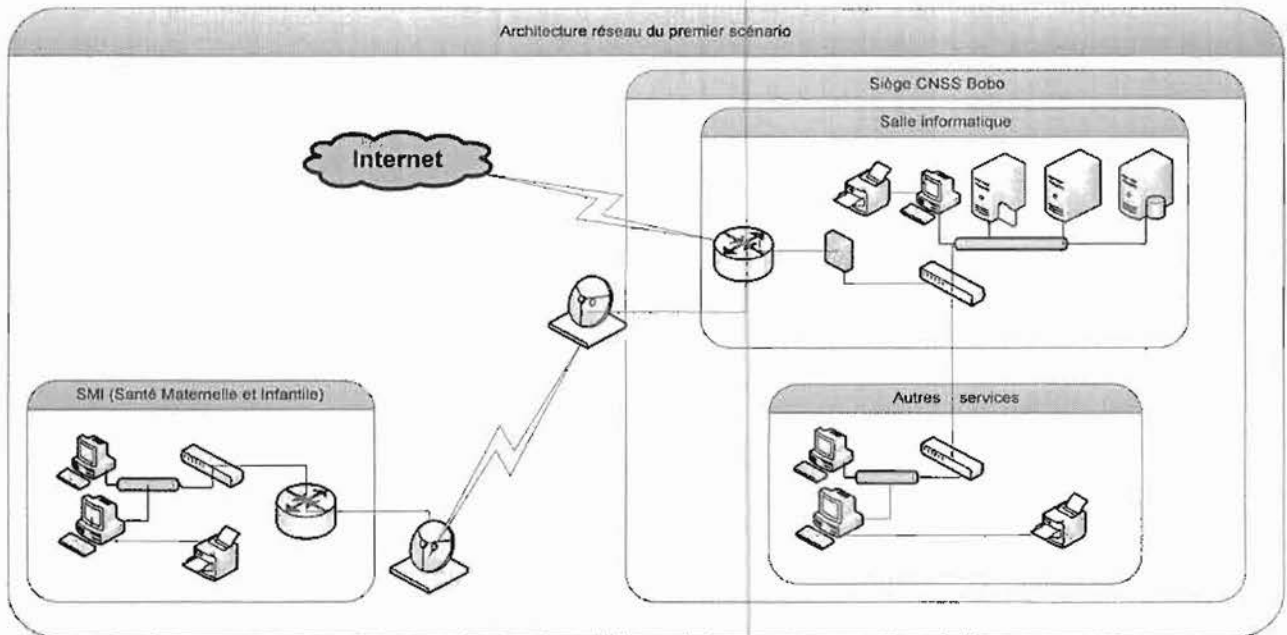 Architecture réseau du premier scénario
Siège CNSS Bobo
Salle informatique
Internet
SMI (Santé Maternelle et Infantile)
Autres services